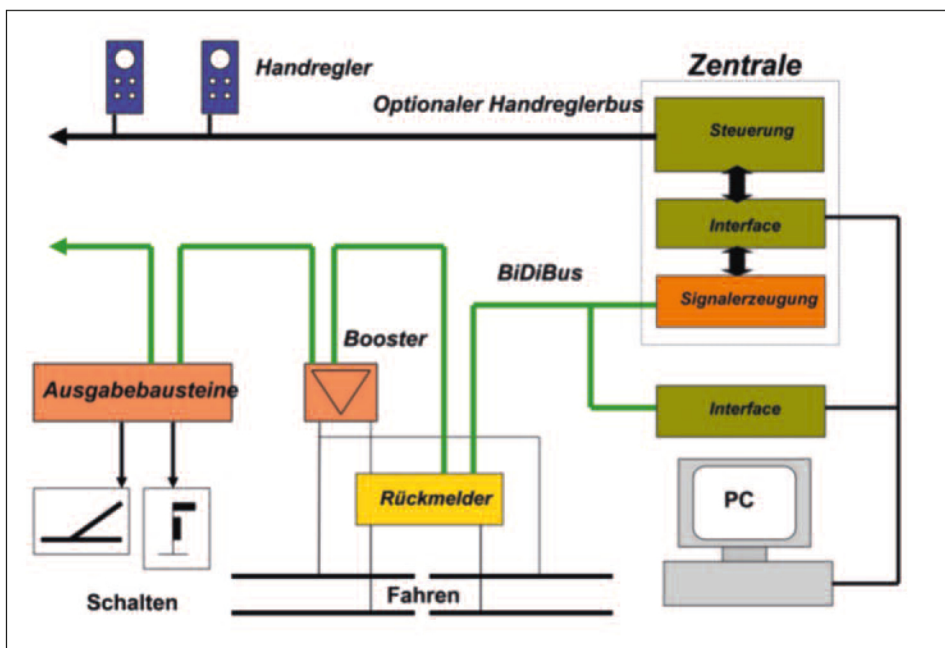 Handregler
Zentrale
Optionaler Handreglerbus
Steuerung
Interface
BiDiBus
Signalerzeugung
Booster
Ausgabebausteine
Interface
Rückmelder
PC
Schalten
Fahren